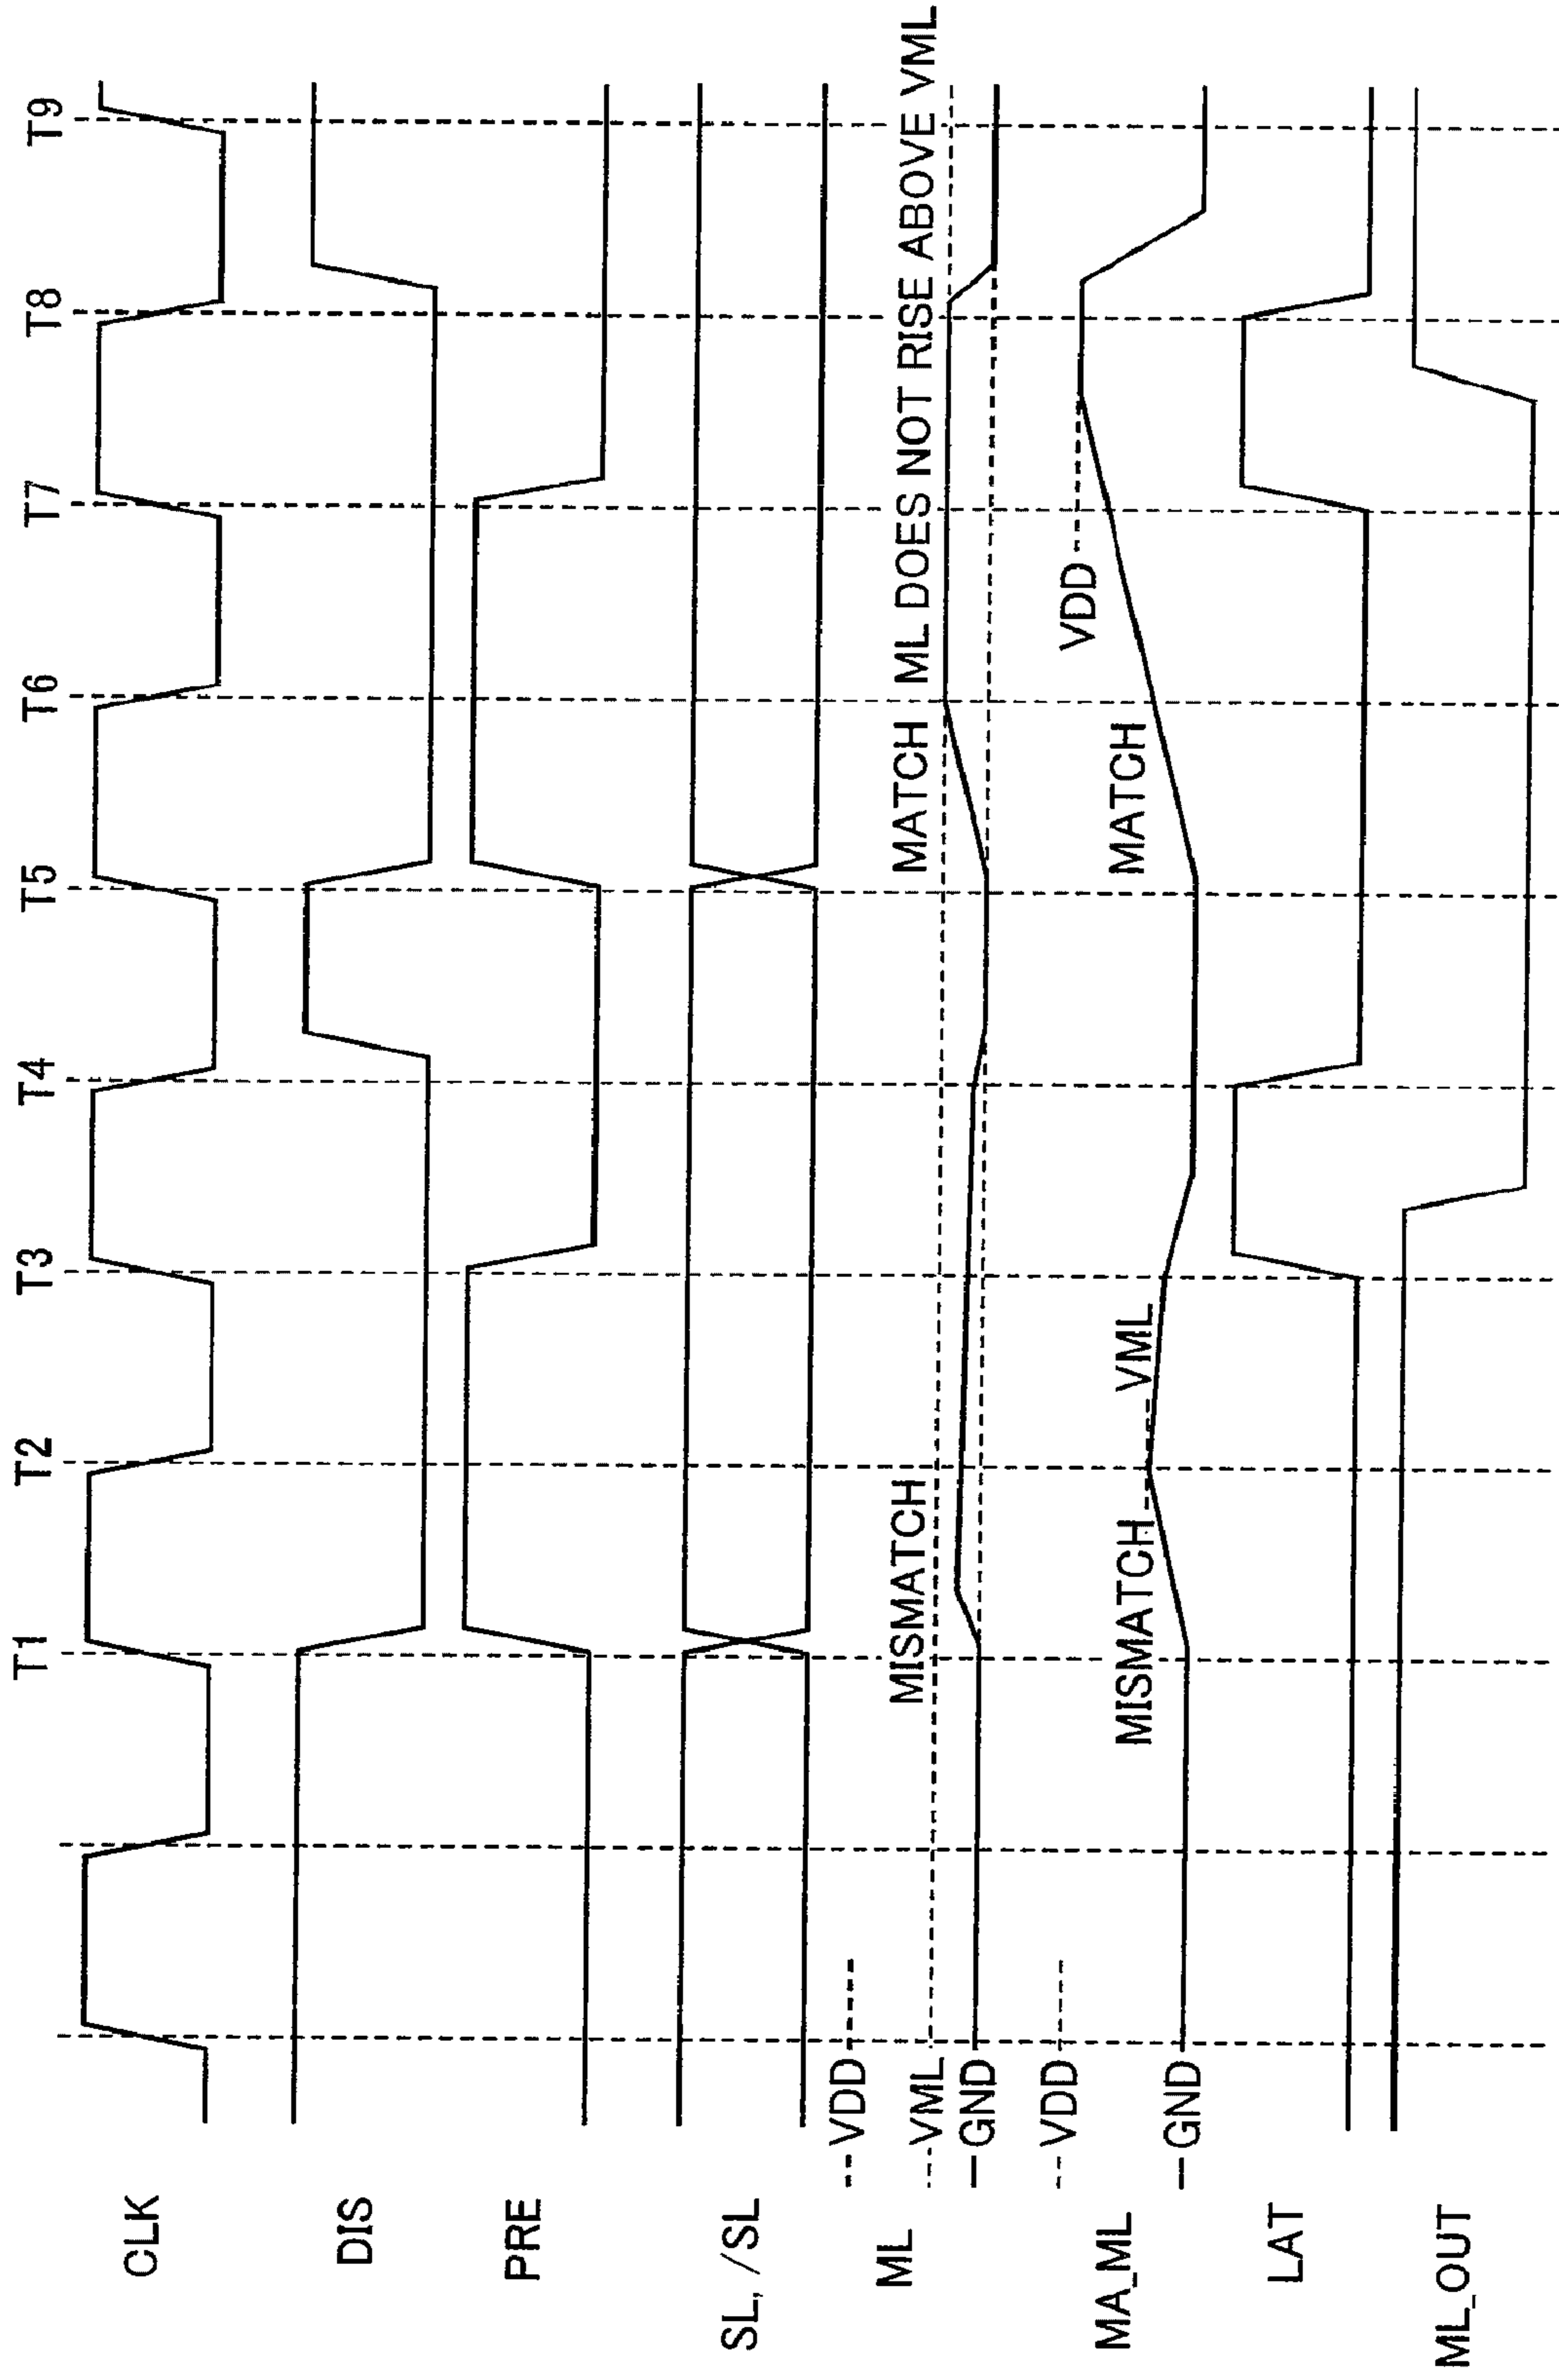 T1 T2 T3 T4 T5 T6 T7 T8 T9
CLK
DIS
PRE
SL, /SL
ML
VDD
VML
GND
MISMATCH
MATCH
ML DOES NOT RISE ABOVE VML
MA_ML
VDD
GND
MISMATCH
VML
MATCH
VDD
LAT
ML_OUT